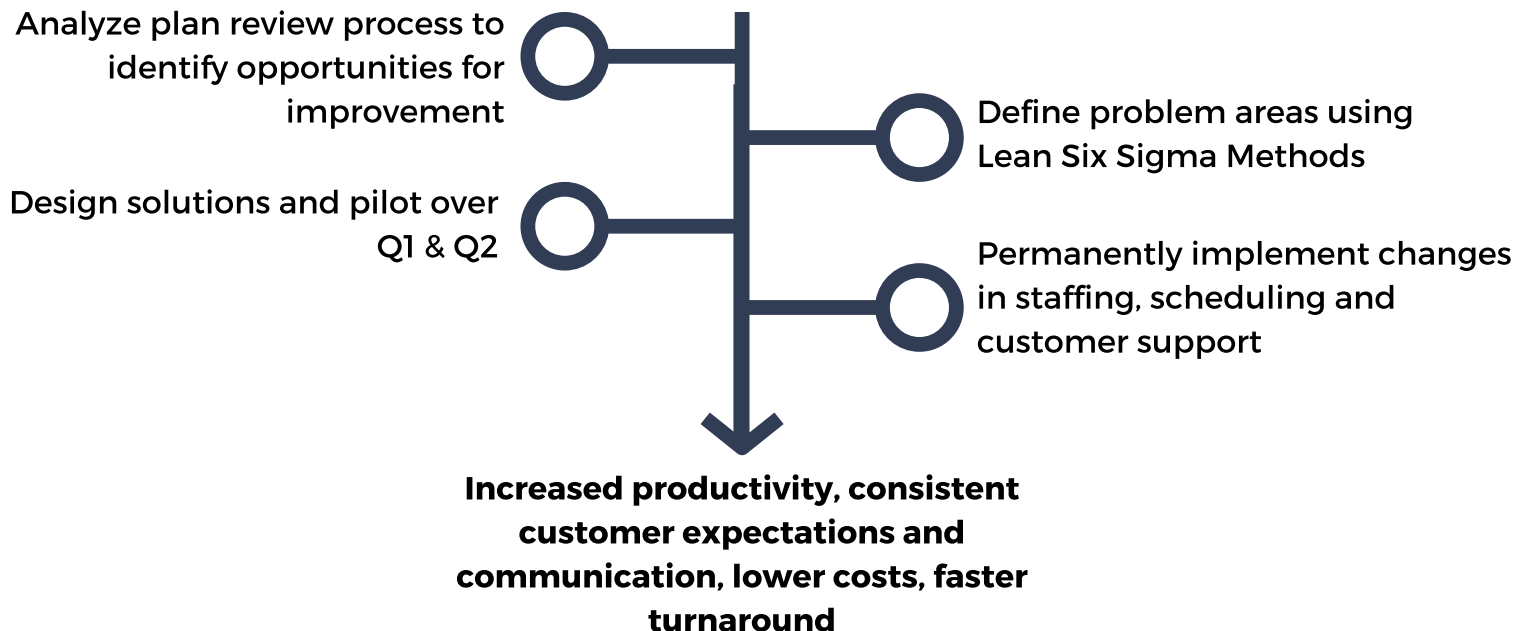 Analyze plan review process to
identify opportunities for
improvement
Define problem areas using
Lean Six Sigma Methods
Design solutions and pilot over
Q1 & Q2
Permanently implement changes
in staffing, scheduling and
customer support
Increased productivity, consistent
customer expectations and
communication, lower costs, faster
turnaround